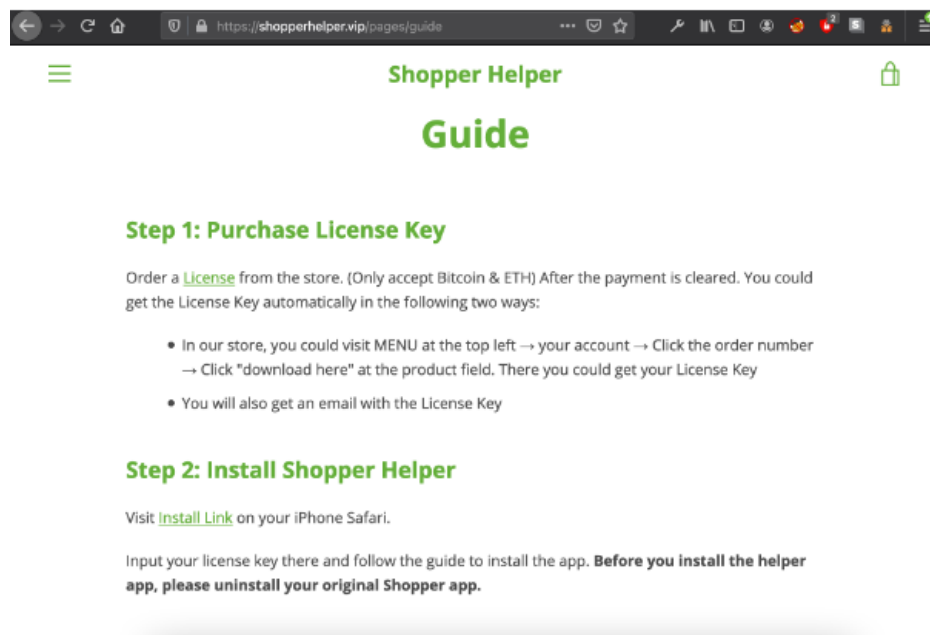 https://shopperhelper.vip/pages/guide
2
S
Shopper Helper
Guide
Step 1: Purchase License Key
Order a License from the store. (Only accept Bitcoin & ETH) After the payment is cleared. You could
get the License Key automatically in the following two ways:
• In our store, you could visit MENU at the top left → your account → Click the order number
→ Click "download here" at the product field. There you could get your License Key
• You will also get an email with the License Key
Step 2: Install Shopper Helper
Visit Install Link on your iPhone Safari.
Input your license key there and follow the guide to install the app. Before you install the helper
app, please uninstall your original Shopper app.